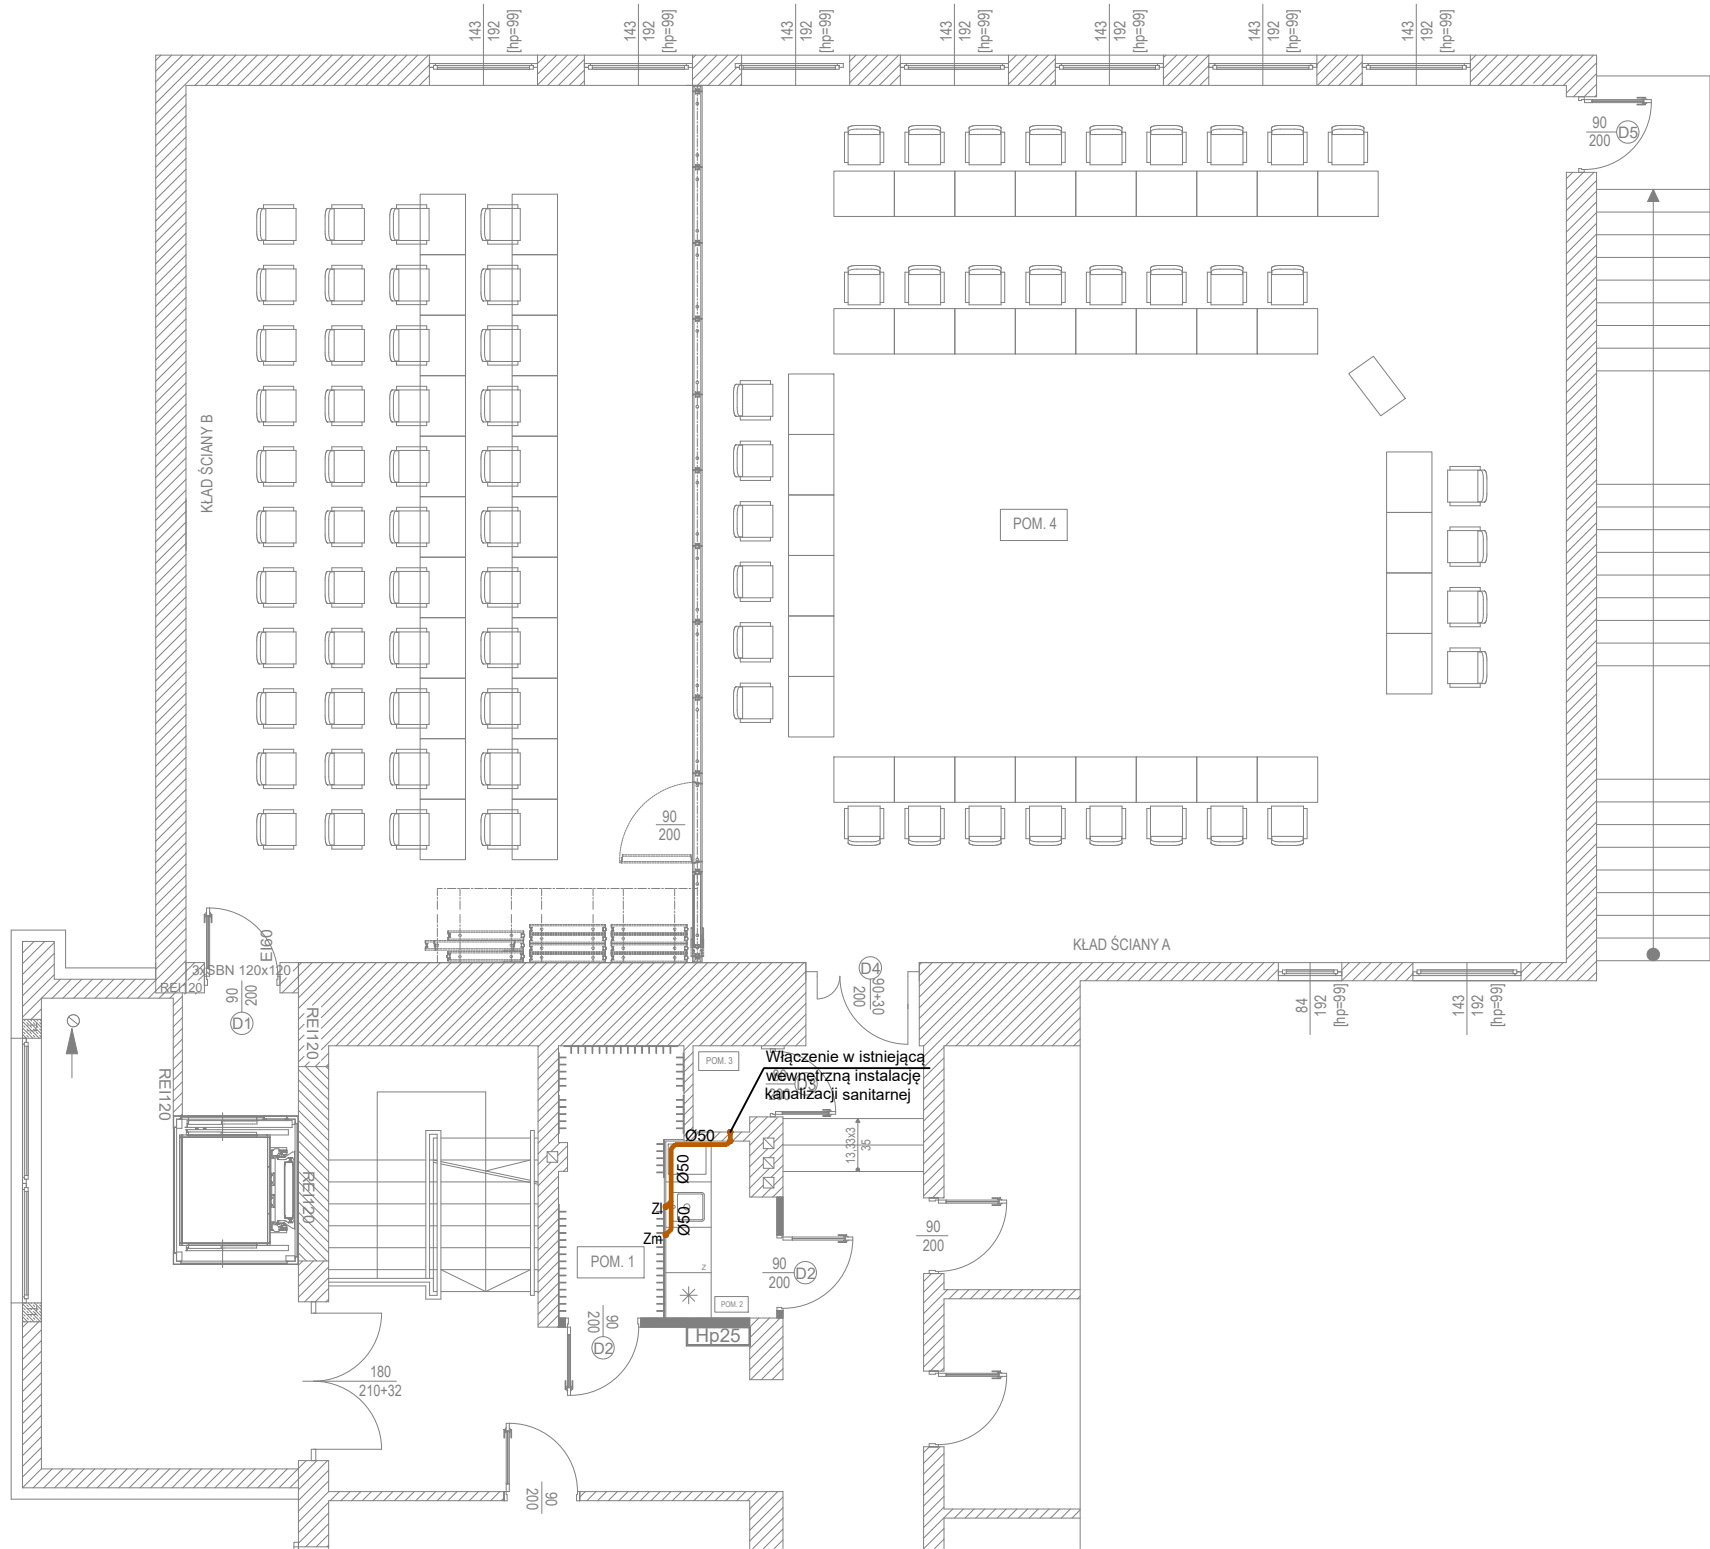 143
192
[hp=99]
143
192
[hp=99]
143
192
[hp=99]
143
192
[hp=99]
143
192
[hp=99]
143
192
[hp=99]
143
192
[hp=99]
90
200
D5
KŁAD ŚCIANY B
POM. 4
90
200
KŁAD ŚCIANY A
EI60
3xSBN 120x120
REI120
90
200
D1
D4
90+30
200
84
192
[hp=99]
143
192
[hp=99]
REI120
REI120
REI120
POM. 3
Włączenie w istniejącą
wewnętrzną instalację
kanalizacji sanitarnej
90
200
D3
Ø50
Ø50
Ø50
Zl
Zm
13,33x3
35
POM. 1
z
POM. 2
90
200
D2
90
200
90
200
D2
Hp25
180
210+32
90
200